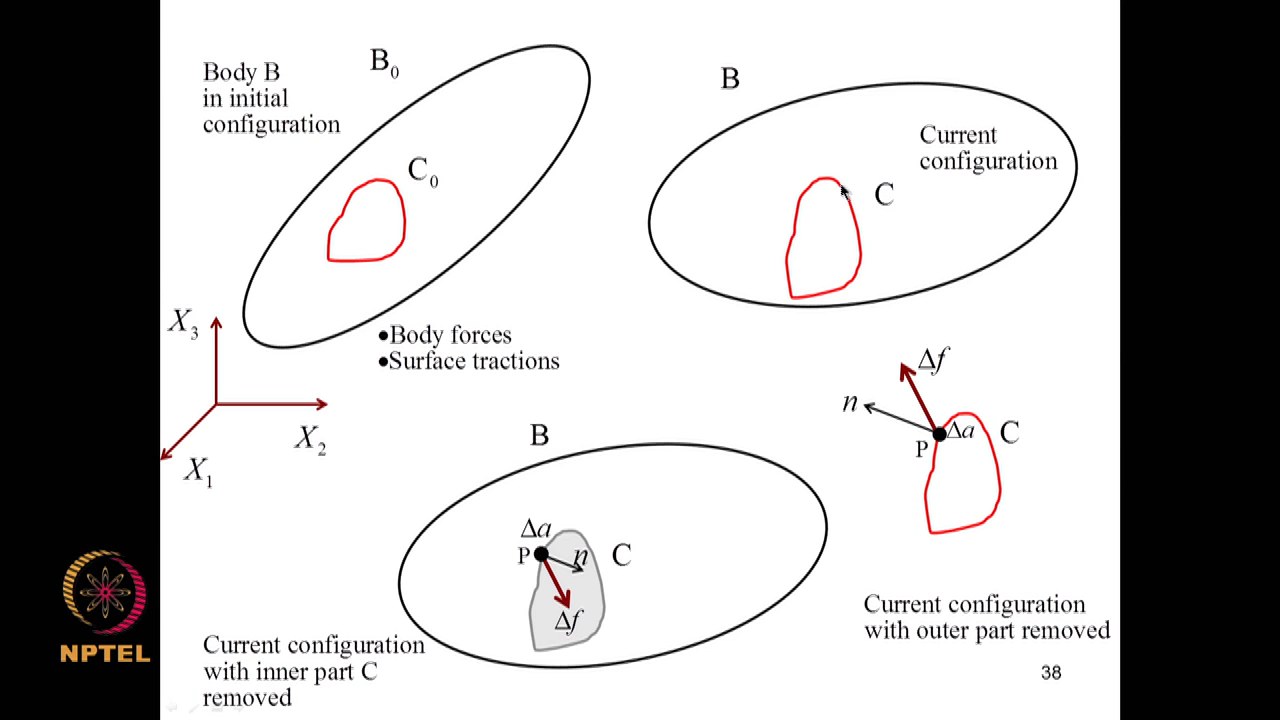 Body B
in initial
configuration
B₀
C₀
X₃
X₂
X₁
•Body forces
•Surface tractions
B
Current
configuration
C
Δf
n
Δa
P
C
Current configuration
with outer part removed
B
Δa
P
n
C
Δf
Current configuration
with inner part C
removed
NPTEL
38